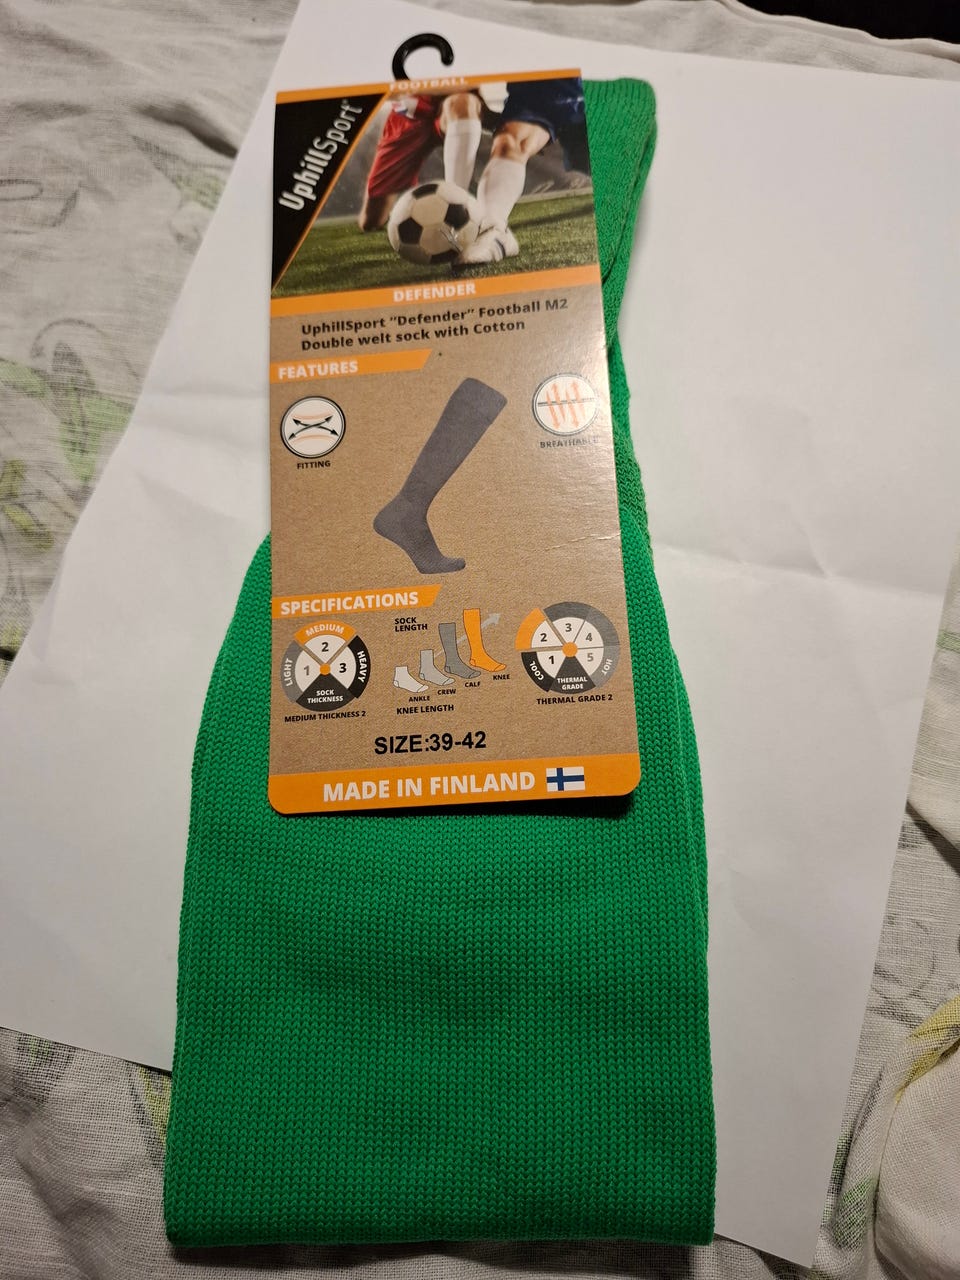 FOOTBALL
UphillSport®
DEFENDER
UphillSport "Defender" Football M2
Double welt sock with Cotton
FEATURES
FITTING
BREATHABLE
SPECIFICATIONS
LIGHT
MEDIUM
HEAVY
1
2
3
SOCK
THICKNESS
MEDIUM THICKNESS 2
SOCK
LENGTH
ANKLE
CREW
CALF
KNEE
KNEE LENGTH
COOL
1
2
3
4
5
HOT
THERMAL
GRADE
THERMAL GRADE 2
SIZE:39-42
MADE IN FINLAND